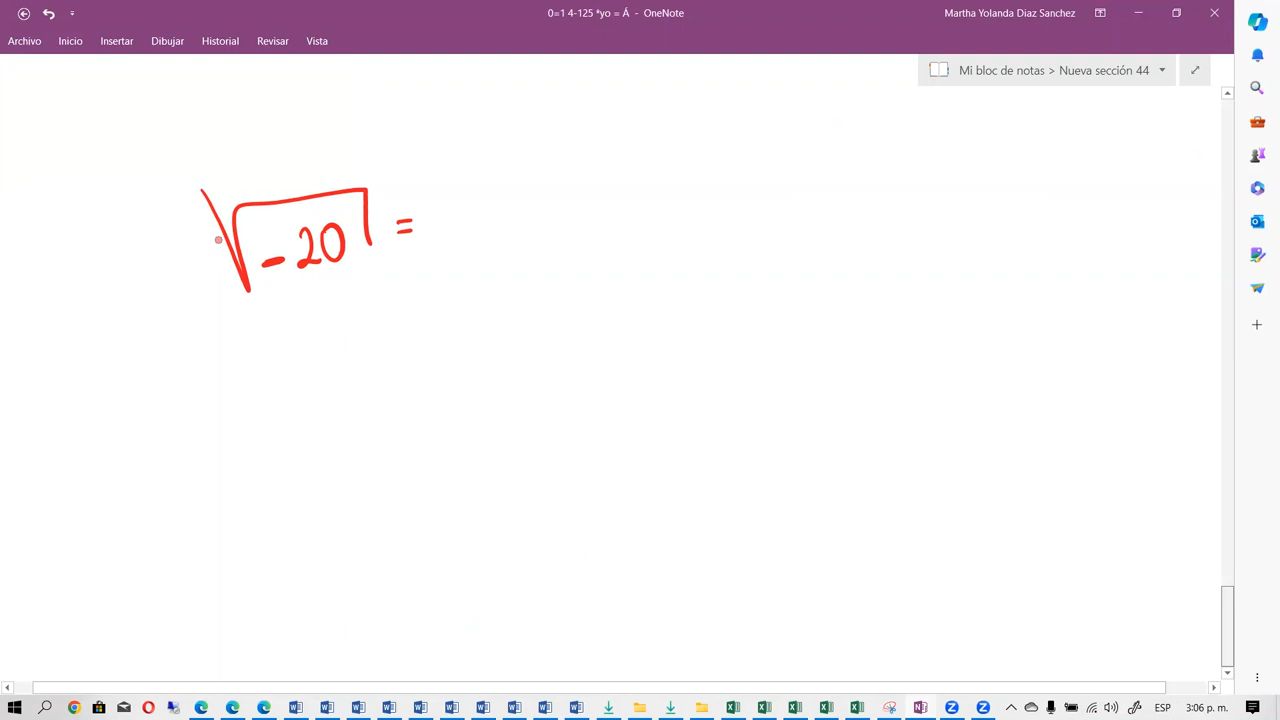 0=1 4-125 *yo = Á - OneNote
Martha Yolanda Diaz Sanchez
Archivo Inicio Insertar Dibujar Historial Revisar Vista
Mi bloc de notas > Nueva sección 44
√-20 =
ESP 3:06 p. m.